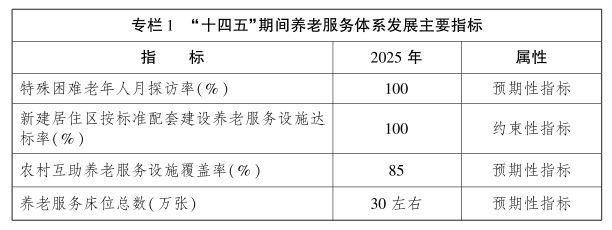 专栏 1　“十四五”期间养老服务体系发展主要指标
指　　标　2025 年　属性
特殊困难老年人月探访率(%)　100　预期性指标
新建居住区按标准配套建设养老服务设施达
标率(%)　100　约束性指标
农村互助养老服务设施覆盖率(%)　85　预期性指标
养老服务床位总数(万张)　30 左右　预期性指标